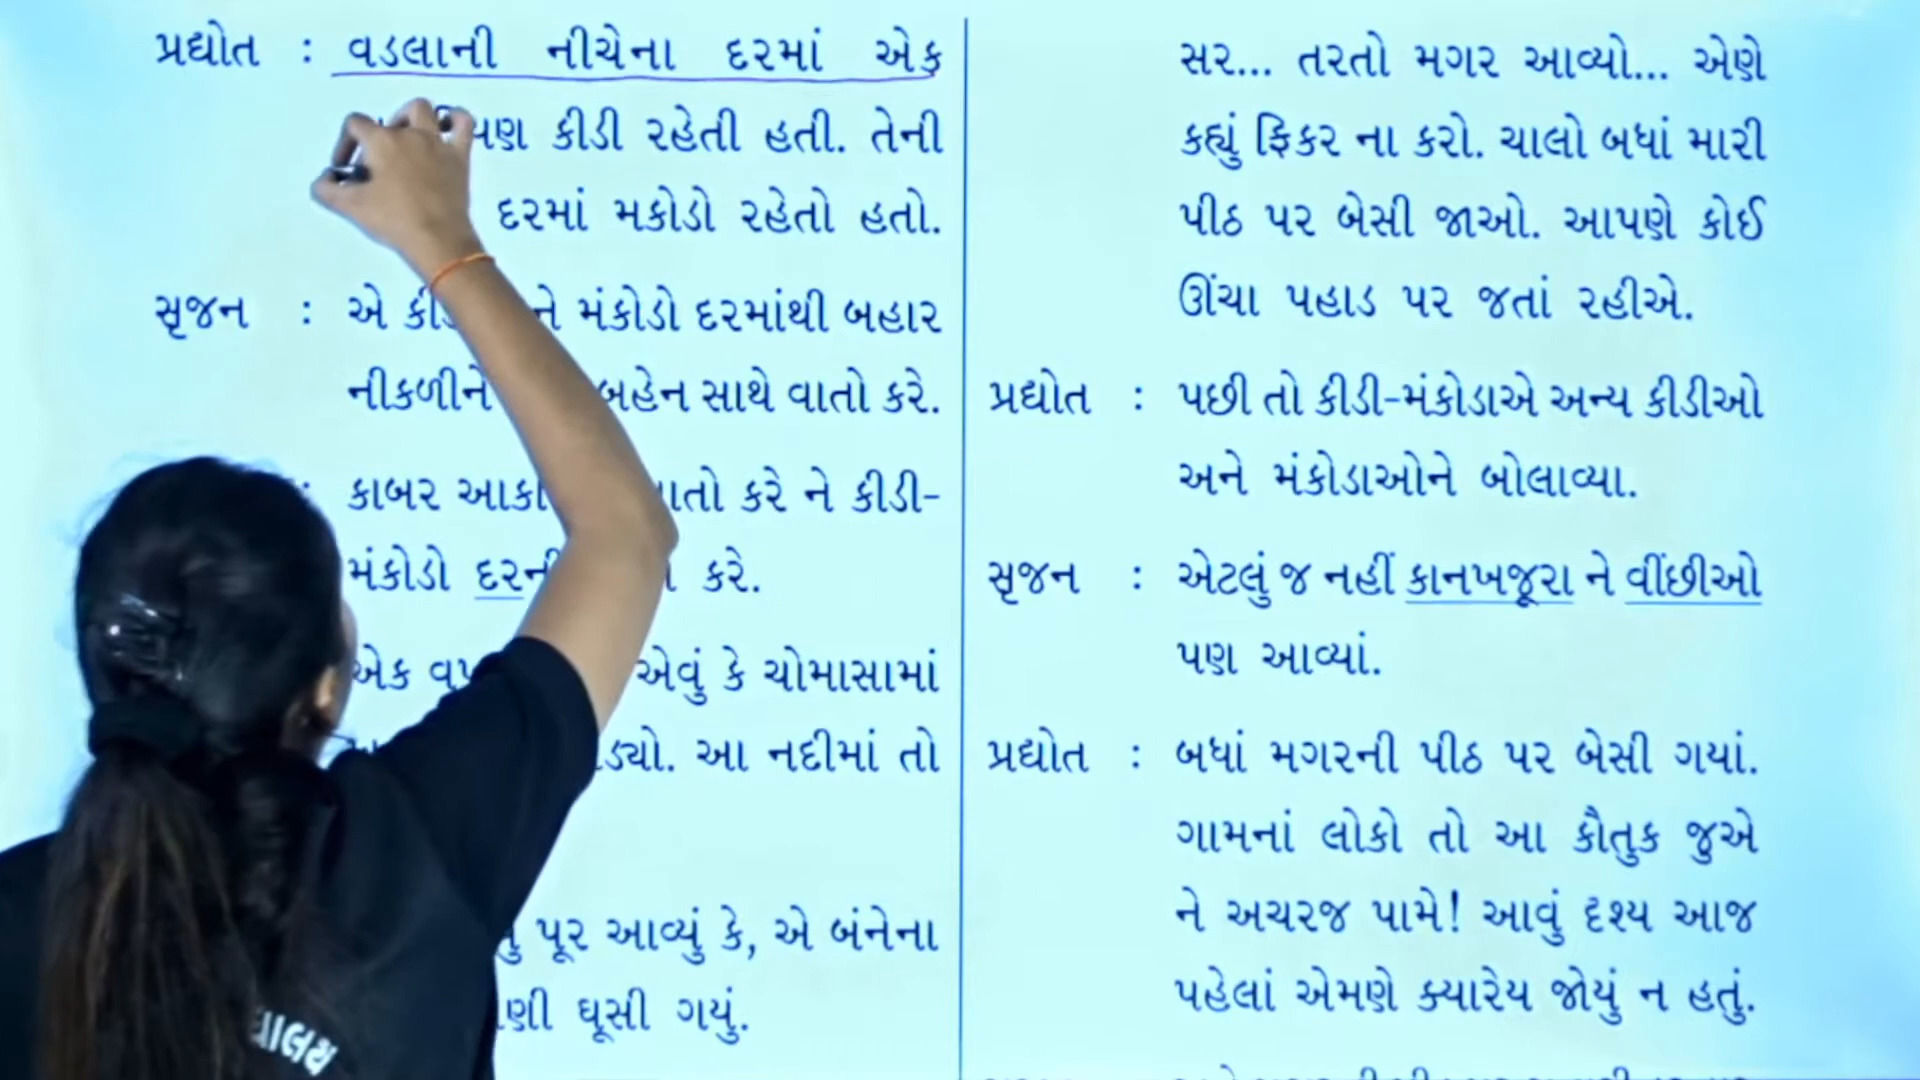 પ્રદ્યોત : વડલાની નીચેના દરમાં એક
કીડી રહેતી હતી. તેની
દરમાં મકોડો રહેતો હતો.
સૃજન : એ મંકોડો દરમાંથી બહાર
નીકળીને બહેન સાથે વાતો કરે.
: કાબર કરે ને કીડી-
મંકોડો કરે.
એક એવું કે ચોમાસામાં
આ નદીમાં તો
પૂર આવ્યું કે, એ બંનેના
ઘૂસી ગયું.
સર... તરતો મગર આવ્યો... એણે
કહ્યું ફિકર ના કરો. ચાલો બધાં મારી
પીઠ પર બેસી જાઓ. આપણે કોઈ
ઊંચા પહાડ પર જતાં રહીએ.
પ્રદ્યોત : પછી તો કીડી-મંકોડાએ અન્ય કીડીઓ
અને મંકોડાઓને બોલાવ્યા.
સૃજન : એટલું જ નહીં કાનખજૂરા ને વીંછીઓ
પણ આવ્યાં.
પ્રદ્યોત : બધાં મગરની પીઠ પર બેસી ગયાં.
ગામનાં લોકો તો આ કૌતુક જુએ
ને અચરજ પામે! આવું દૃશ્ય આજ
પહેલાં એમણે ક્યારેય જોયું ન હતું.